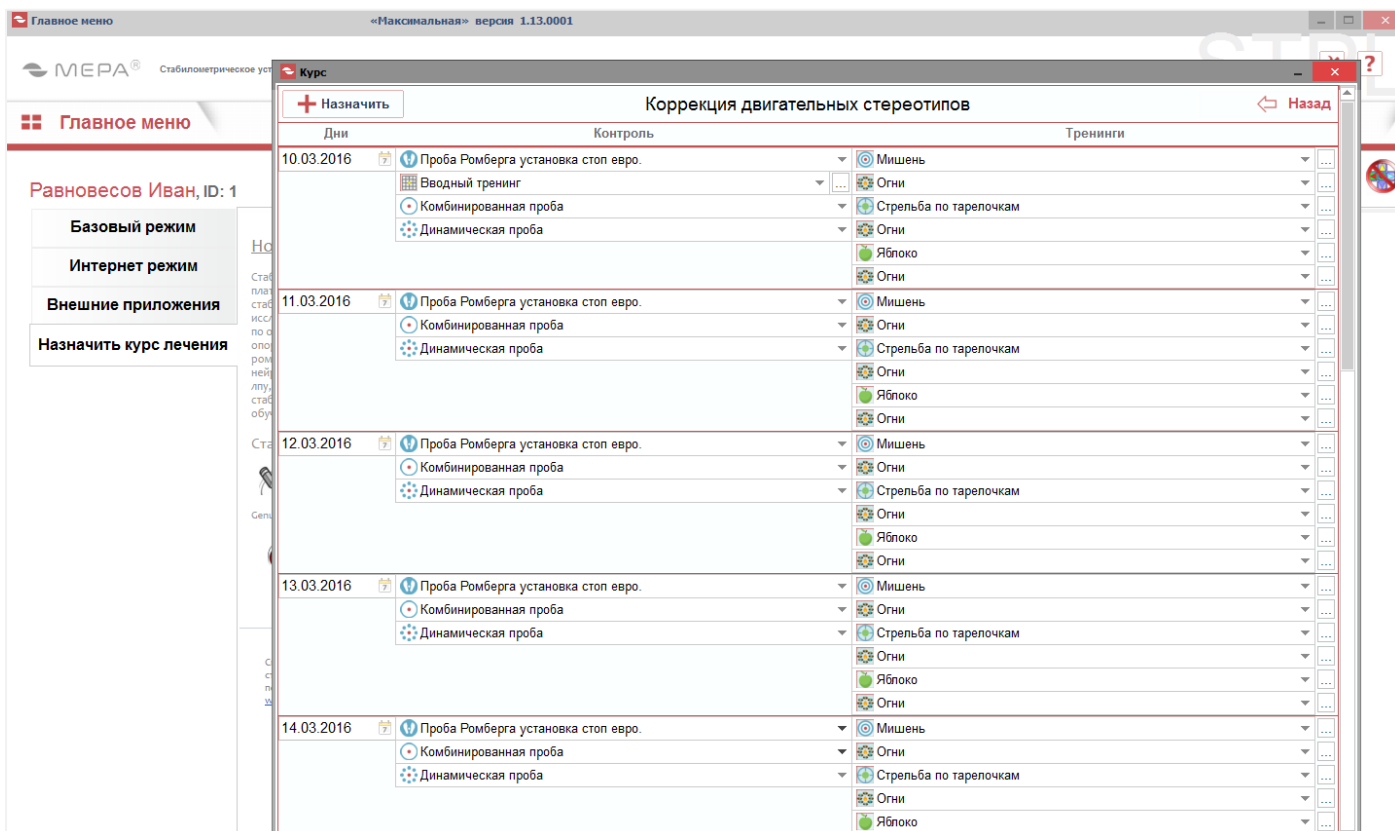 Главное меню «Максимальная» версия 1.13.0001
МЕРА® Стабилометрическое
STPL
?
Курс
Назначить Коррекция двигательных стереотипов Назад
Главное меню
Дни Контроль Тренинги
10.03.2016 7 Проба Ромберга установка стоп евро. Мишень ...
Вводный тренинг ... Огни ...
Комбинированная проба Стрельба по тарелочкам ...
Динамическая проба Огни ...
Яблоко ...
Огни ...
11.03.2016 7 Проба Ромберга установка стоп евро. Мишень ...
Комбинированная проба Огни ...
Динамическая проба Стрельба по тарелочкам ...
Огни ...
Яблоко ...
Огни ...
12.03.2016 7 Проба Ромберга установка стоп евро. Мишень ...
Комбинированная проба Огни ...
Динамическая проба Стрельба по тарелочкам ...
Огни ...
Яблоко ...
Огни ...
13.03.2016 7 Проба Ромберга установка стоп евро. Мишень ...
Комбинированная проба Огни ...
Динамическая проба Стрельба по тарелочкам ...
Огни ...
Яблоко ...
Огни ...
14.03.2016 7 Проба Ромберга установка стоп евро. Мишень ...
Комбинированная проба Огни ...
Динамическая проба Стрельба по тарелочкам ...
Огни ...
Яблоко ...
Равновесов Иван, ID: 1
Базовый режим
Интернет режим
Внешние приложения
Назначить курс лечения